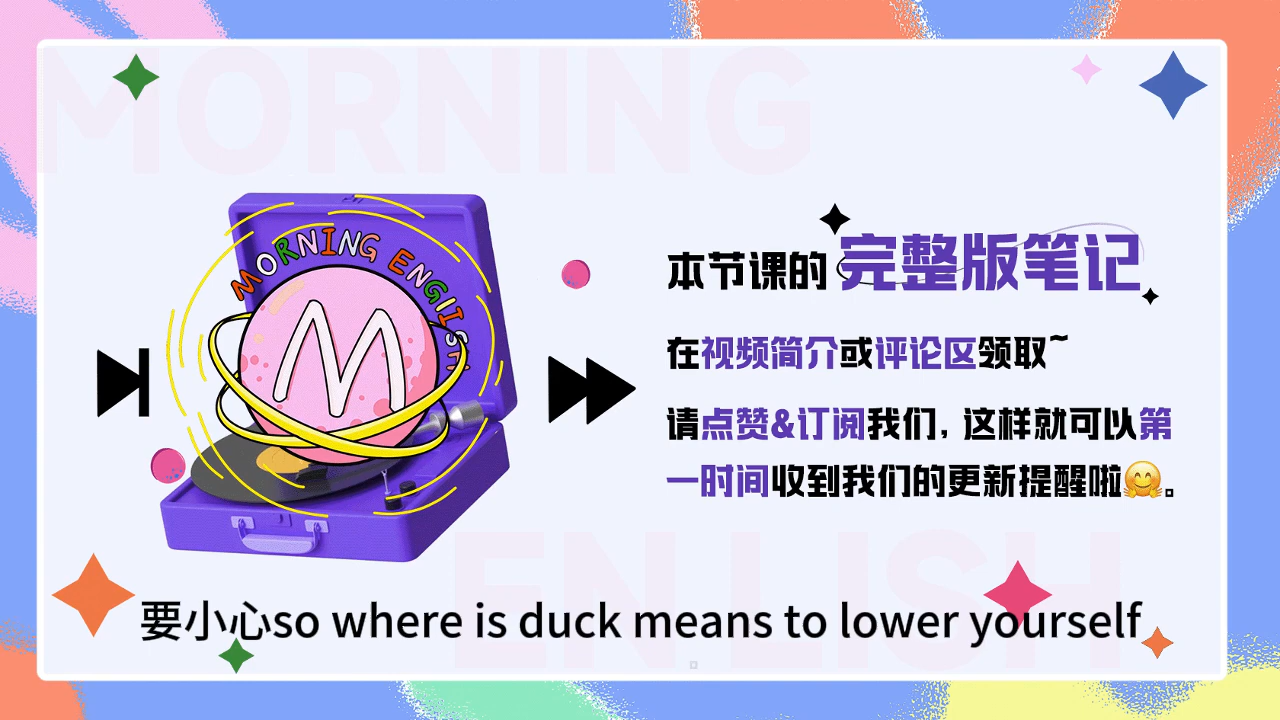 MORNING
MORNING ENGLISH
M
本节课的 完整版笔记
在视频简介或评论区领取~
请点赞&订阅我们，这样就可以第
一时间收到我们的更新提醒啦🤗。
EN LISH
要小心so where is duck means to lower yourself